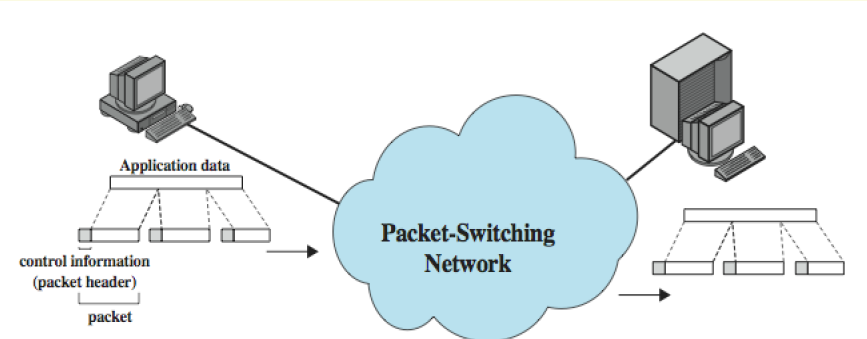 Application data
Packet-Switching
Network
control information
(packet header)
packet